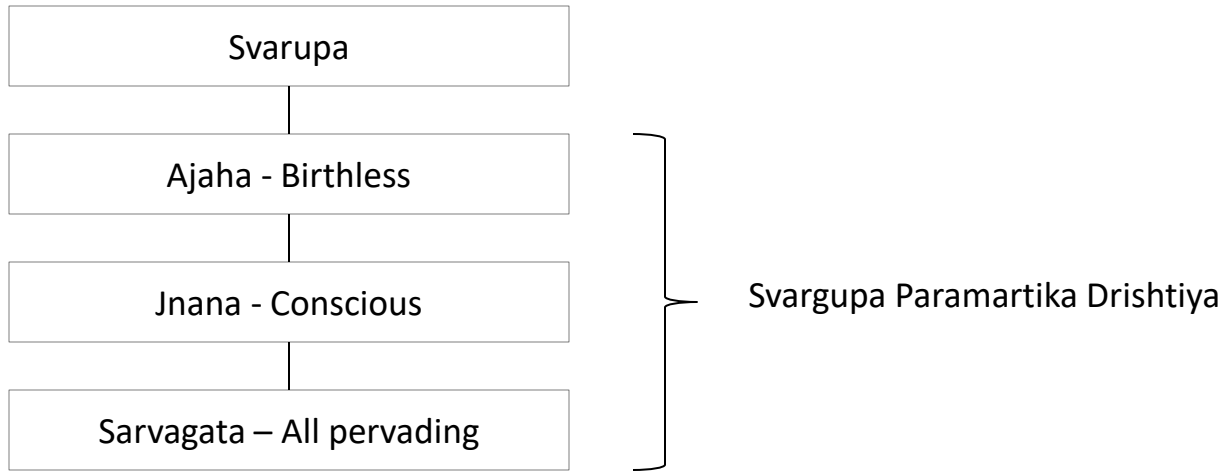 Svarupa
Ajaha - Birthless
Jnana - Conscious
Svargupa Paramartika Drishtiya
Sarvagata – All pervading